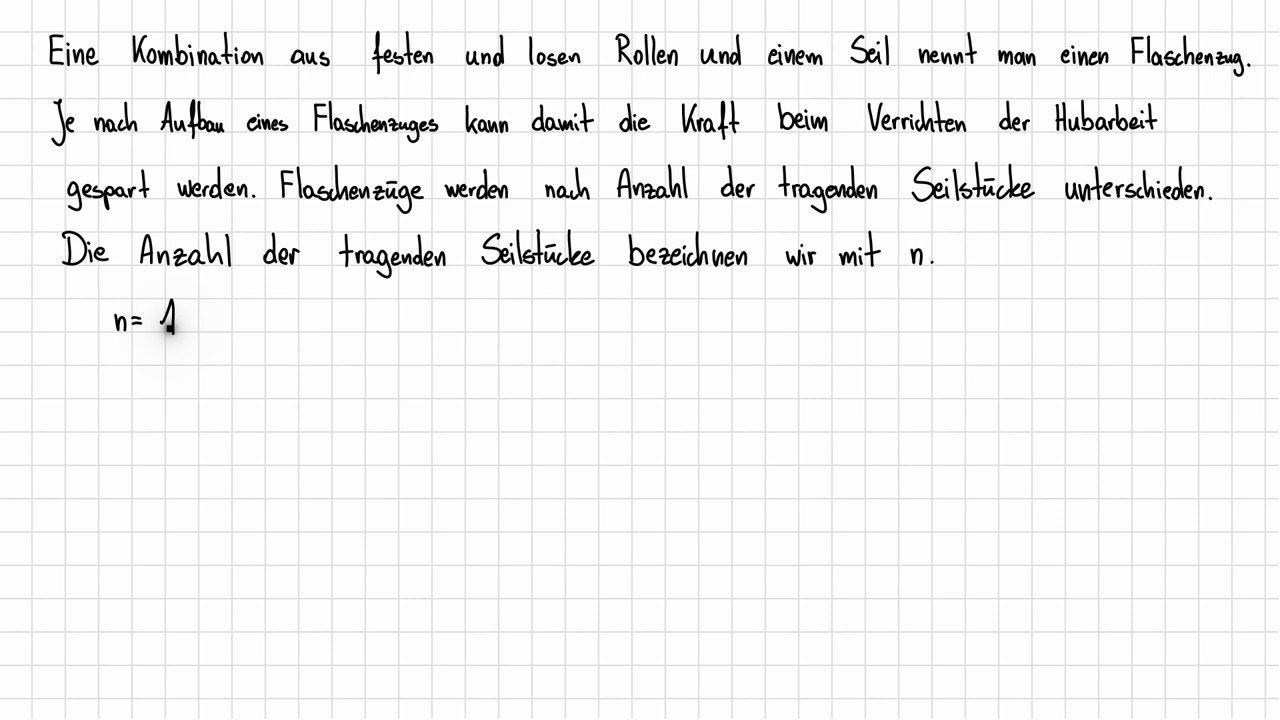 Eine Kombination aus festen und losen Rollen und einem Seil nennt man einen Flaschenzug.
Je nach Aufbau eines Flaschenzuges kann damit die Kraft beim Verrichten der Hubarbeit
gespart werden. Flaschenzüge werden nach Anzahl der tragenden Seilstücke unterschieden.
Die Anzahl der tragenden Seilstücke bezeichnen wir mit n.
n= 1